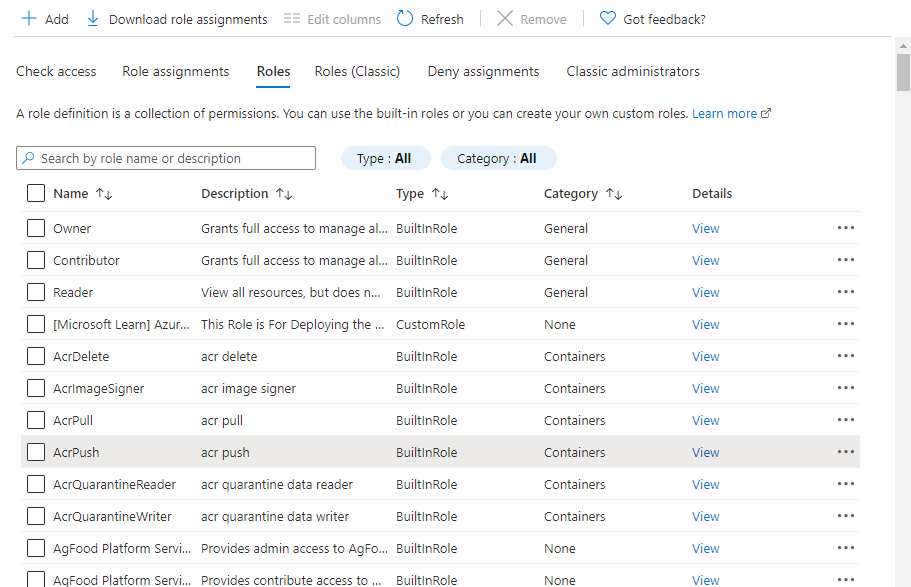 Add Download role assignments Edit columns Refresh Remove Got feedback?
Check access Role assignments Roles Roles (Classic) Deny assignments Classic administrators
A role definition is a collection of permissions. You can use the built-in roles or you can create your own custom roles. Learn more
Search by role name or description Type : All Category : All
Name Description Type Category Details
Owner Grants full access to manage al... BuiltInRole General View ...
Contributor Grants full access to manage al... BuiltInRole General View ...
Reader View all resources, but does n... BuiltInRole General View ...
[Microsoft Learn] Azur... This Role is For Deploying the ... CustomRole None View ...
AcrDelete acr delete BuiltInRole Containers View ...
AcrImageSigner acr image signer BuiltInRole Containers View ...
AcrPull acr pull BuiltInRole Containers View ...
AcrPush acr push BuiltInRole Containers View ...
AcrQuarantineReader acr quarantine data reader BuiltInRole Containers View ...
AcrQuarantineWriter acr quarantine data writer BuiltInRole Containers View ...
AgFood Platform Servi... Provides admin access to AgFo... BuiltInRole None View ...
AgFood Platform Servi... Provides contribute access to ... BuiltInRole None View ...